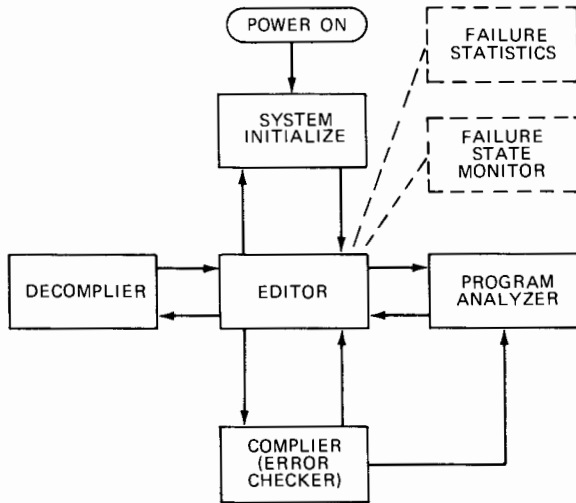 POWER ON
FAILURE
STATISTICS
SYSTEM
INITIALIZE
FAILURE
STATE
MONITOR
DECOMPLIER
EDITOR
PROGRAM
ANALYZER
COMPLIER
(ERROR
CHECKER)